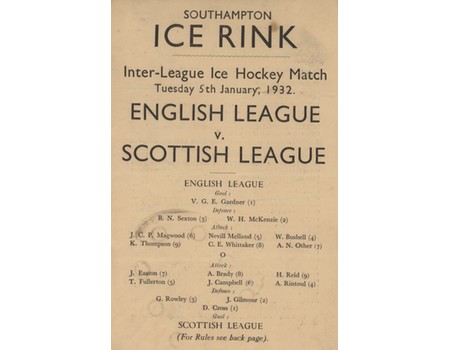 SOUTHAMPTON
ICE RINK
Inter-League Ice Hockey Match
Tuesday 5th January, 1932.
ENGLISH LEAGUE
v.
SCOTTISH LEAGUE
ENGLISH LEAGUE
Goal :
V. G. E. Gardner (1)
Defence :
R. N. Sexton (3) W. H. McKenzie (2)
Attack :
J. C. P. Magwood (6) Nevill Melland (5) W. Bushell (4)
K. Thompson (9) C. E. Whittaker (8) A. N. Other (7)
O
Attack :
J. Easton (7) A. Brady (8) H. Reid (9)
T. Fullerton (5) J. Campbell (6) A. Rintoul (4)
Defence :
G. Rowley (3) J. Gilmour (2)
D. Cross (1)
Goal :
SCOTTISH LEAGUE
(For Rules see back page).